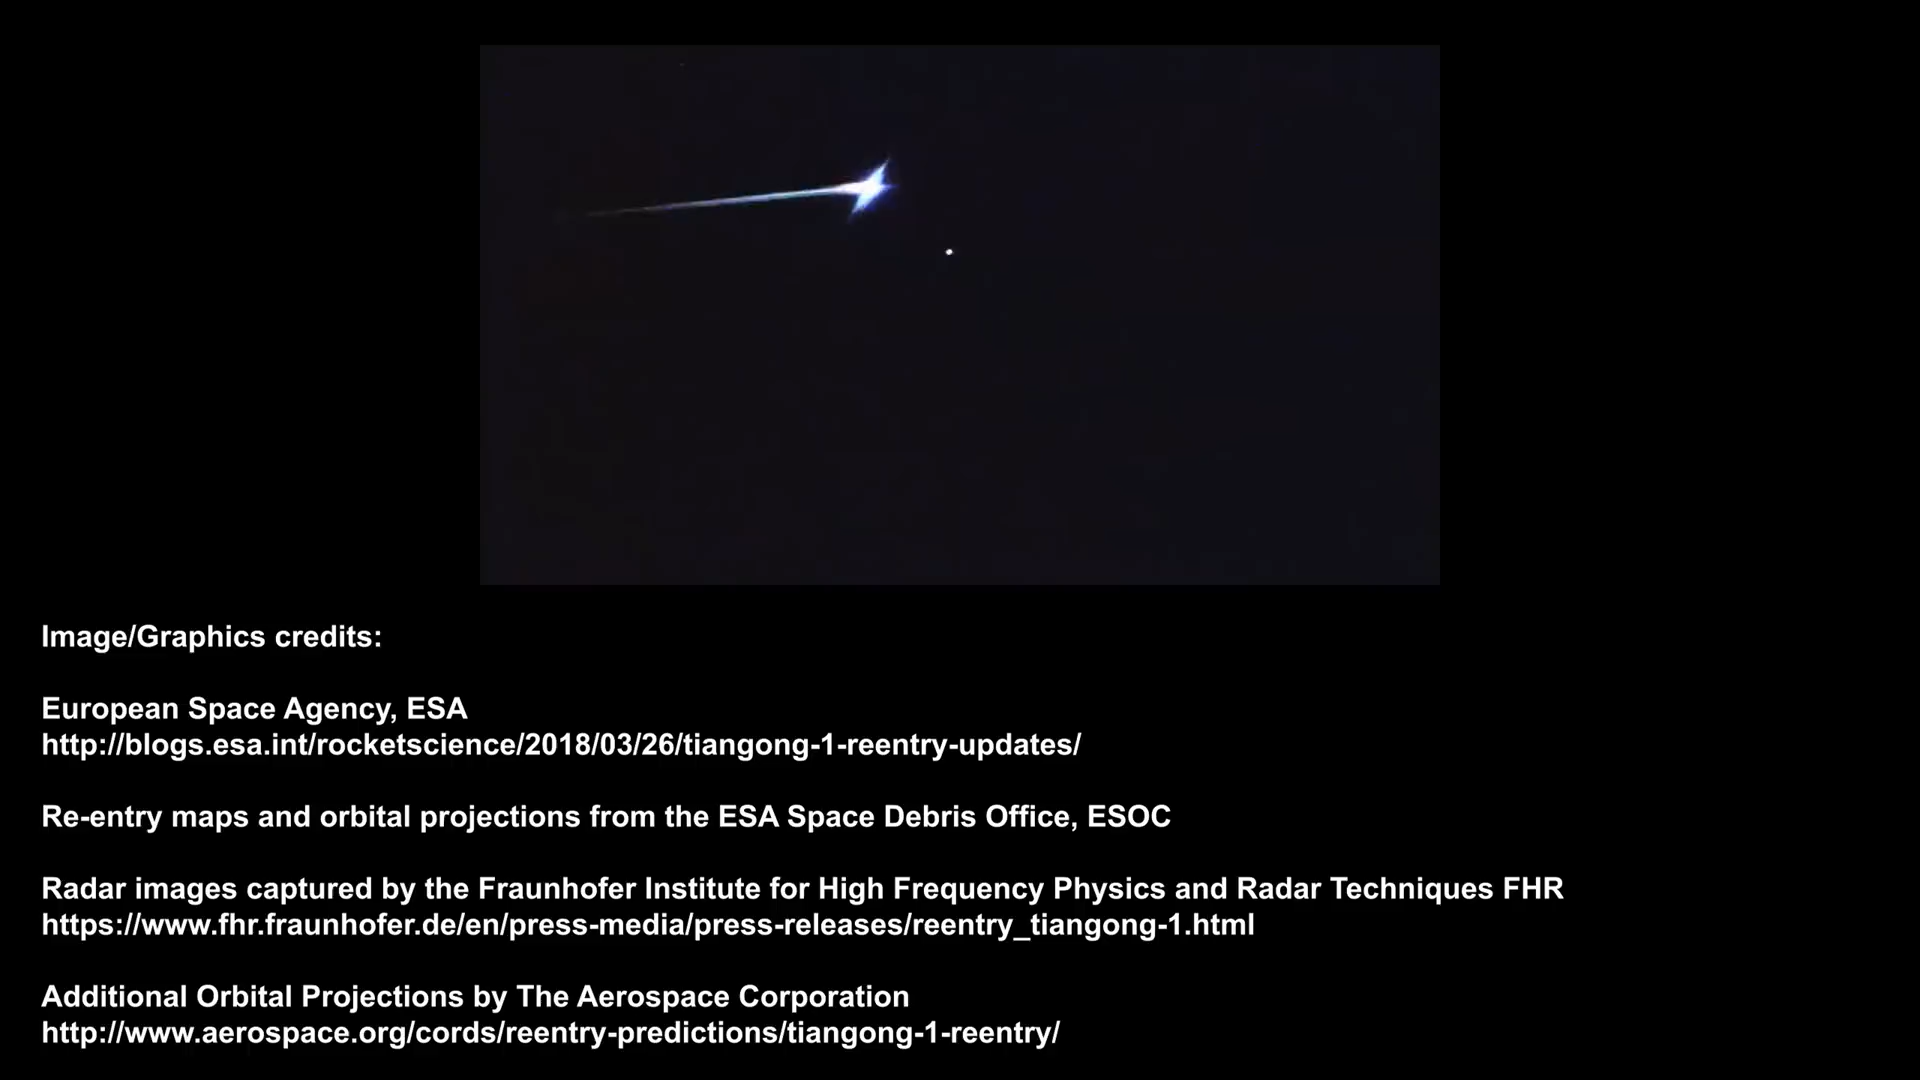 Image/Graphics credits:
European Space Agency, ESA
http://blogs.esa.int/rocketscience/2018/03/26/tiangong-1-reentry-updates/
Re-entry maps and orbital projections from the ESA Space Debris Office, ESOC
Radar images captured by the Fraunhofer Institute for High Frequency Physics and Radar Techniques FHR
https://www.fhr.fraunhofer.de/en/press-media/press-releases/reentry_tiangong-1.html
Additional Orbital Projections by The Aerospace Corporation
http://www.aerospace.org/cords/reentry-predictions/tiangong-1-reentry/